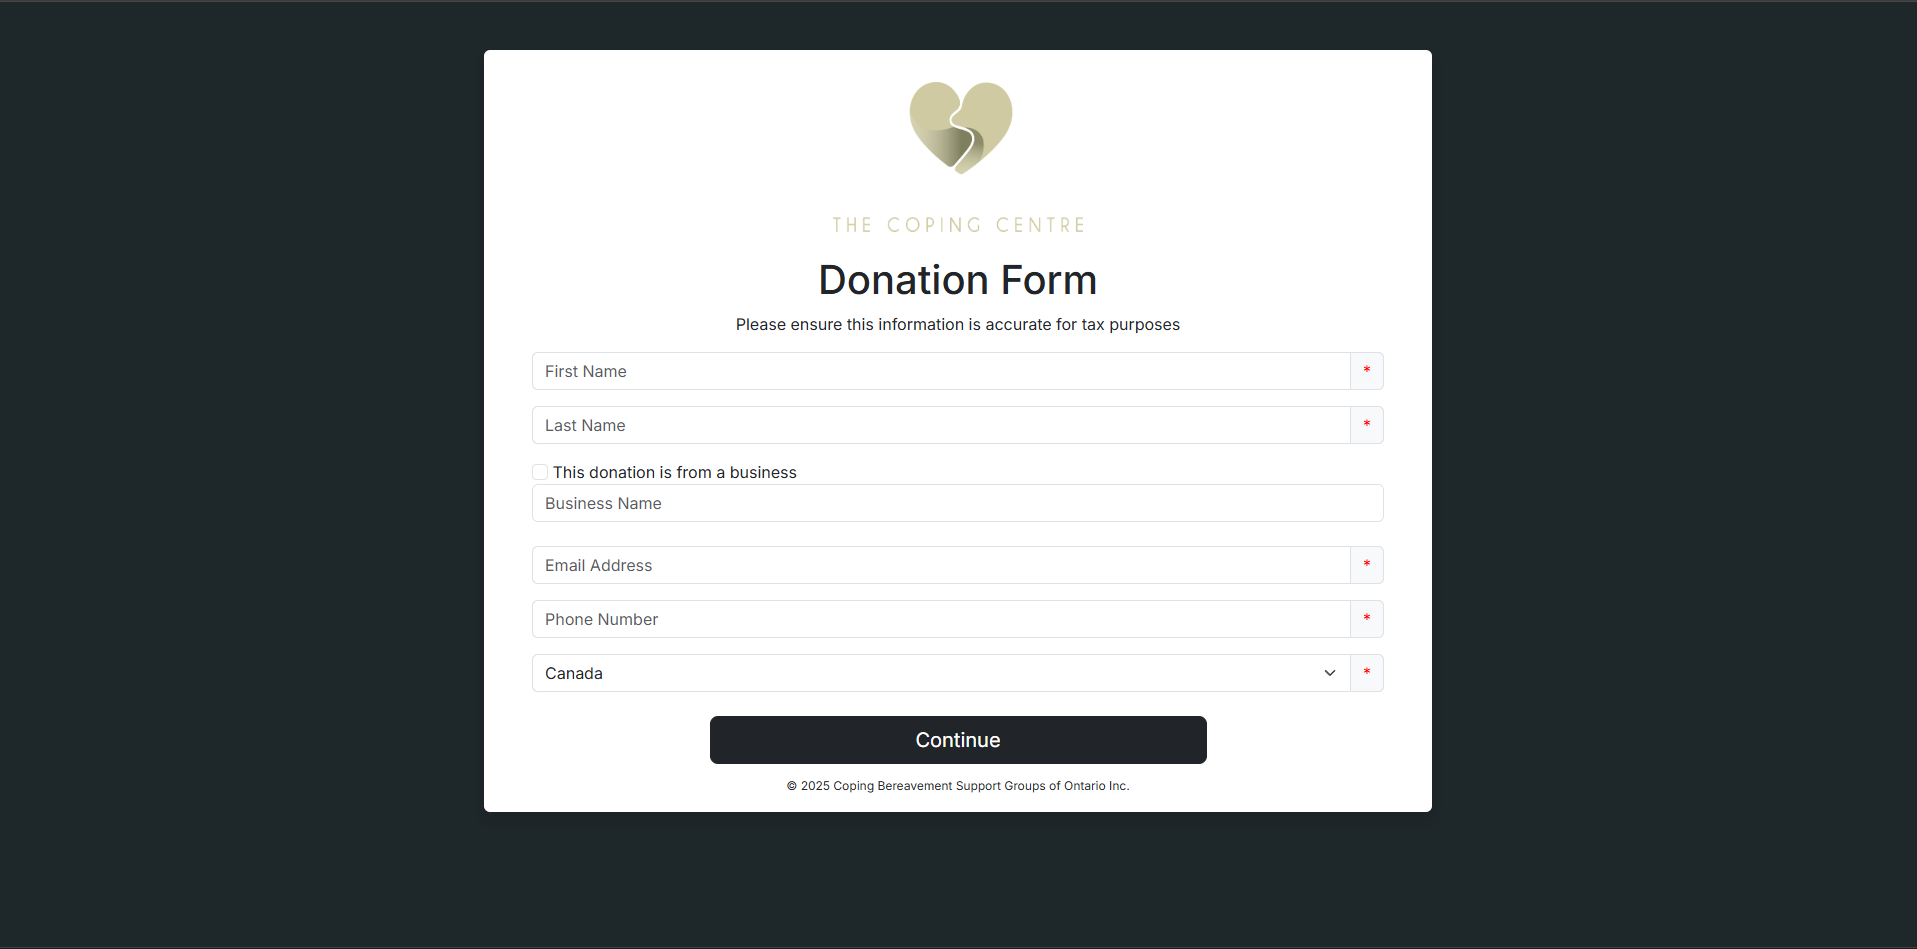 THE COPING CENTRE
Donation Form
Please ensure this information is accurate for tax purposes
First Name *
Last Name *
This donation is from a business
Business Name
Email Address *
Phone Number *
Canada *
Continue
© 2025 Coping Bereavement Support Groups of Ontario Inc.